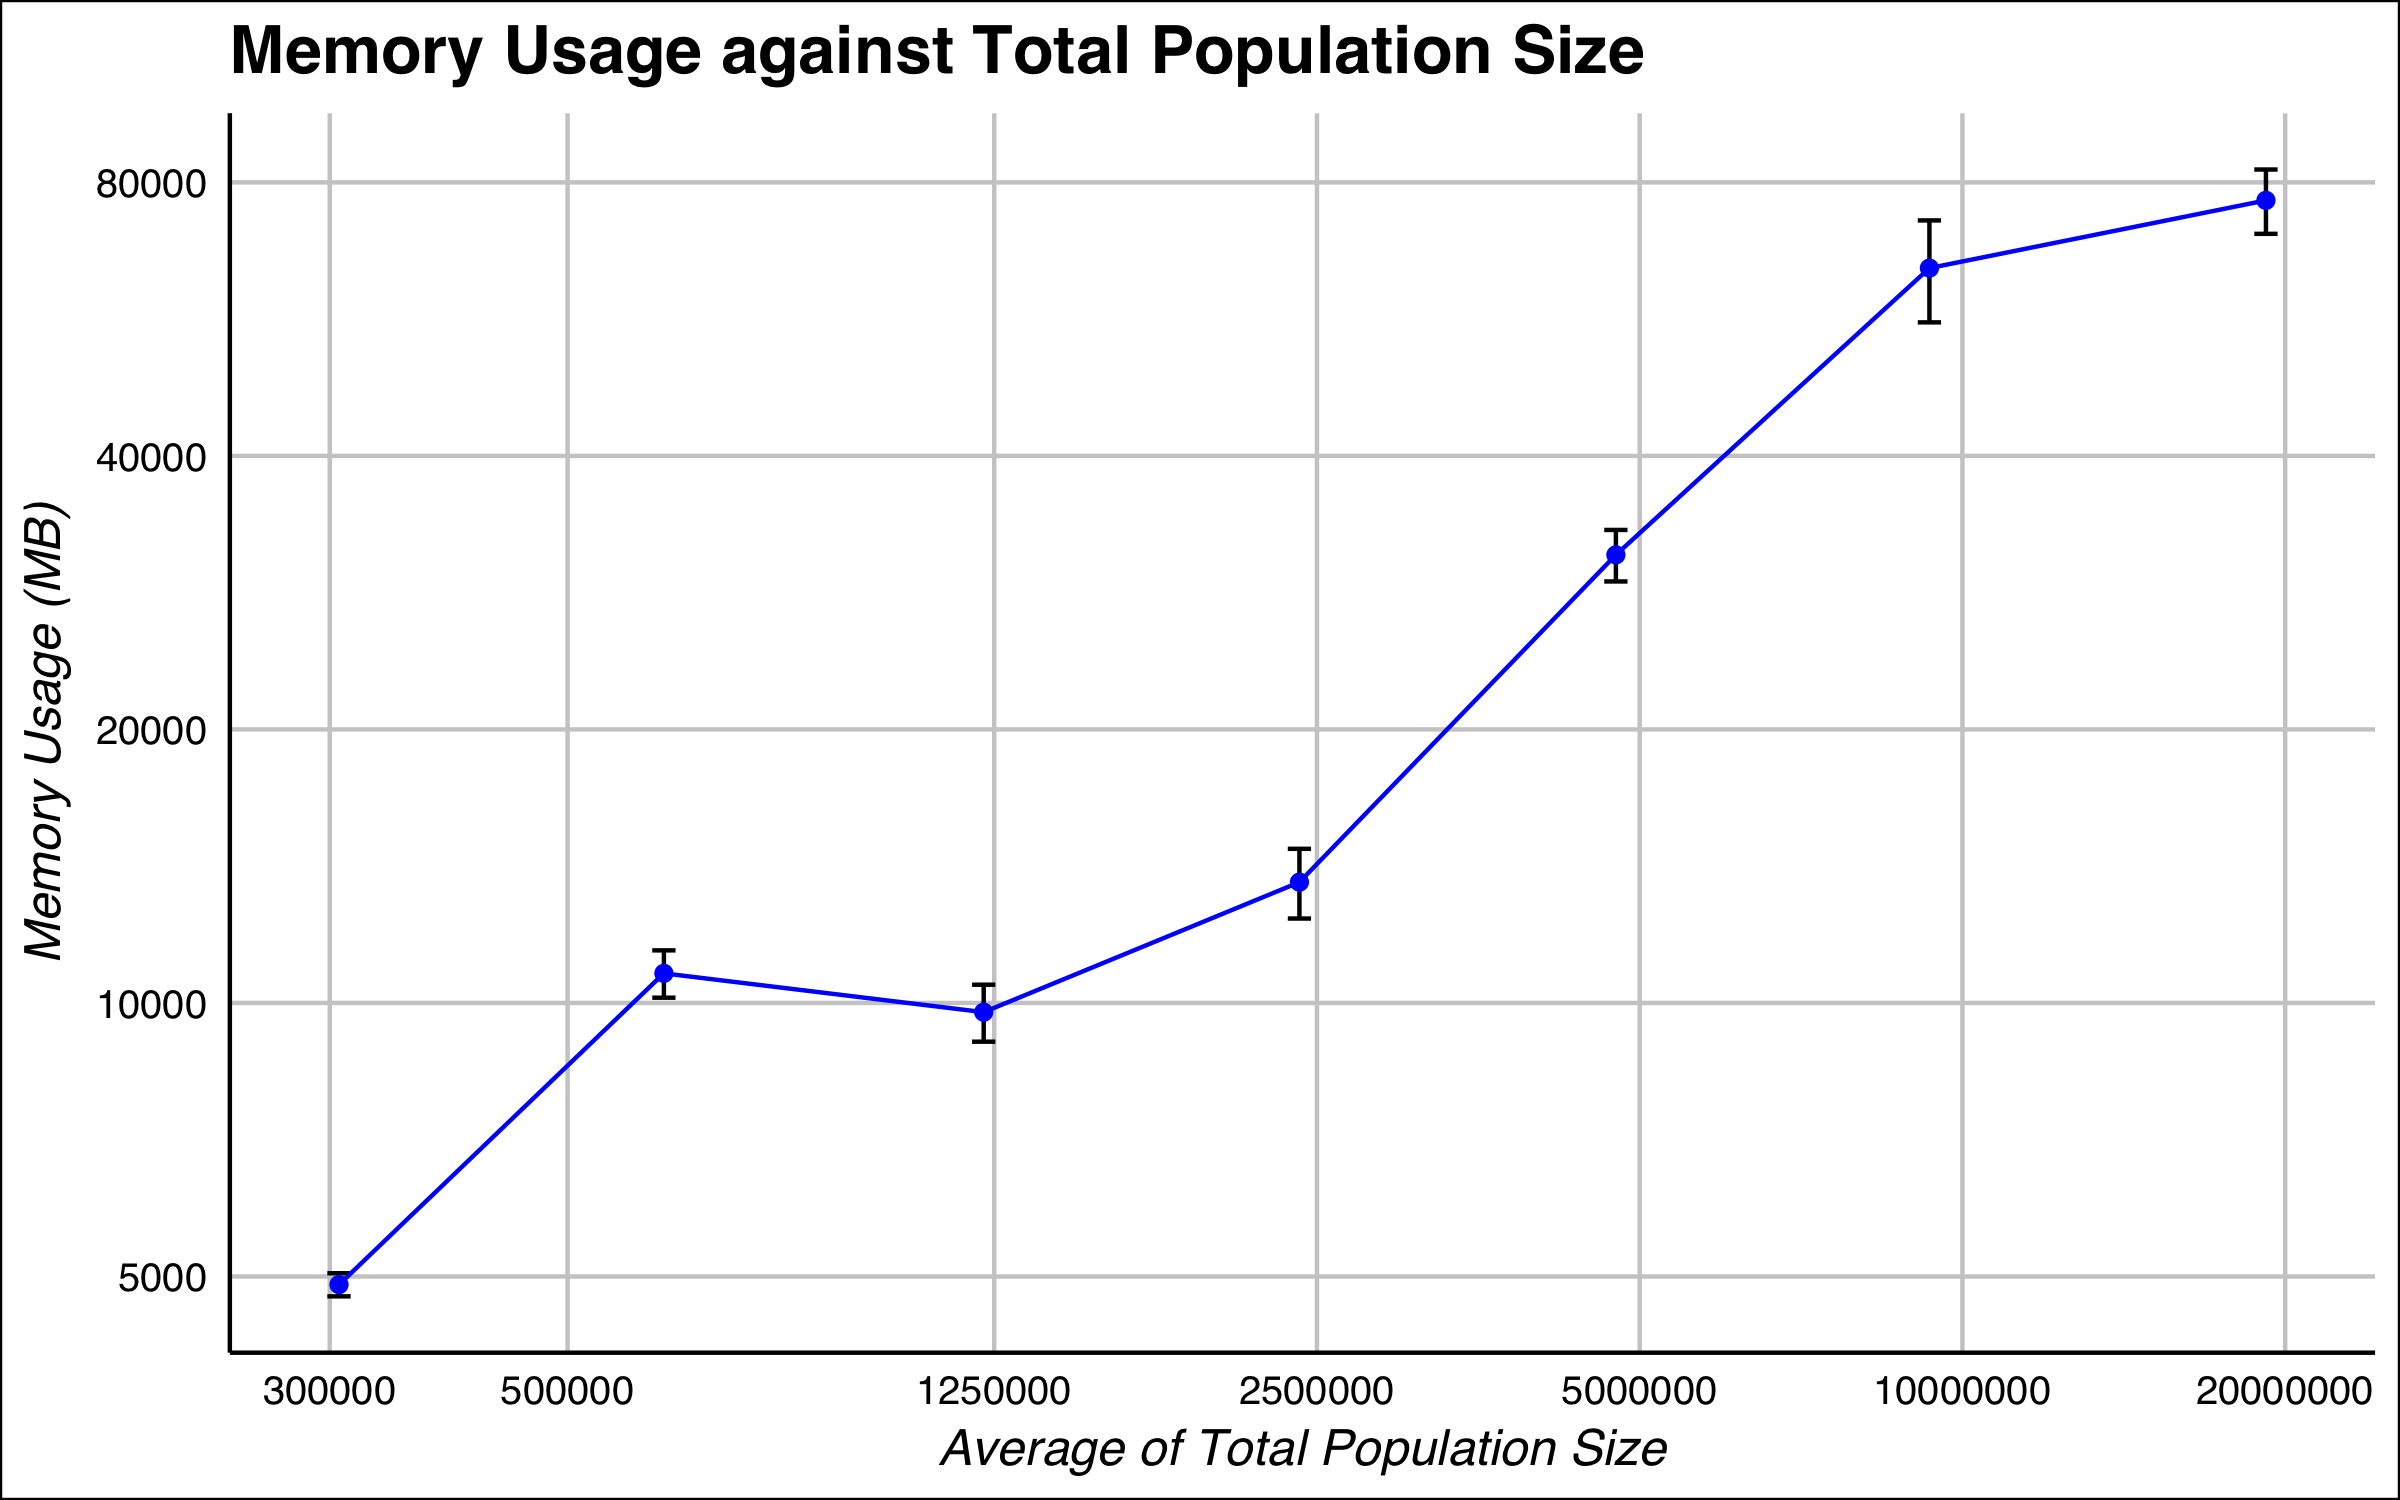 Memory Usage against Total Population Size
Memory Usage (MB)
80000
40000
20000
10000
5000
300000 500000 1250000 2500000 5000000 10000000 20000000
Average of Total Population Size